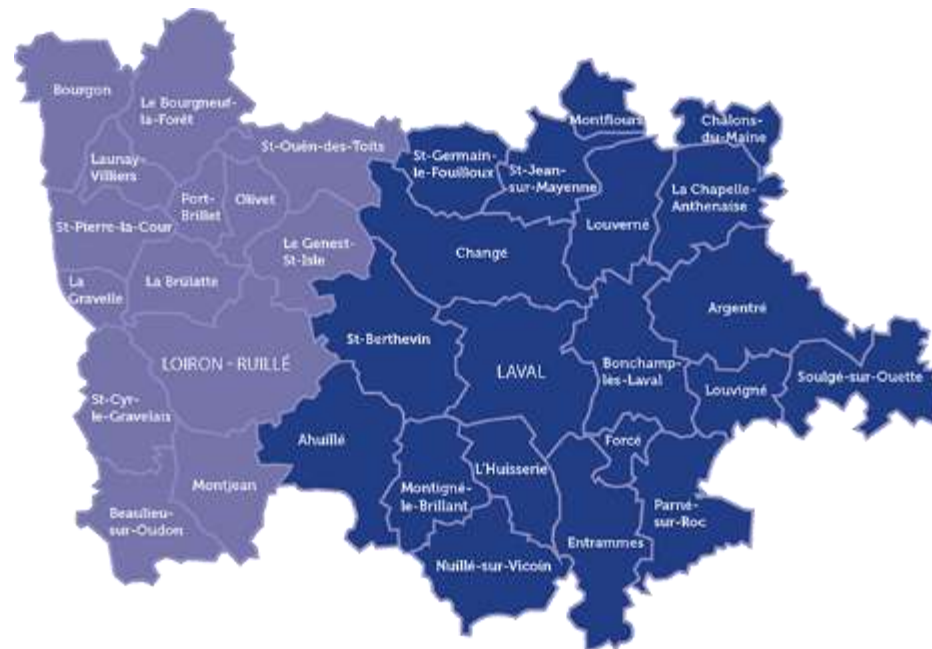 Bourgon
Le Bourgneuf-
la-Forêt
Montflours
Châlons-
du-Maine
St-Ouën-des-Toits
Launay-
Villiers
St-Germain-
le-Fouilloux
St-Jean-
sur-Mayenne
La Chapelle-
Anthenaise
Port-
Brillet
Olivet
Louverné
St-Pierre-la-Cour
Le Genest-
St-Isle
Changé
La
Gravelle
La Brûlatte
Argentré
St-Berthevin
LOIRON - RUILLÉ
LAVAL
Bonchamp-
lès-Laval
Louvigné
Soulgé-sur-Ouette
St-Cyr-
le-Gravelais
Ahuillé
Forcé
L'Huisserie
Montjean
Montigné-
le-Brillant
Parné-
sur-Roc
Beaulieu-
sur-Oudon
Entrammes
Nuillé-sur-Vicoin